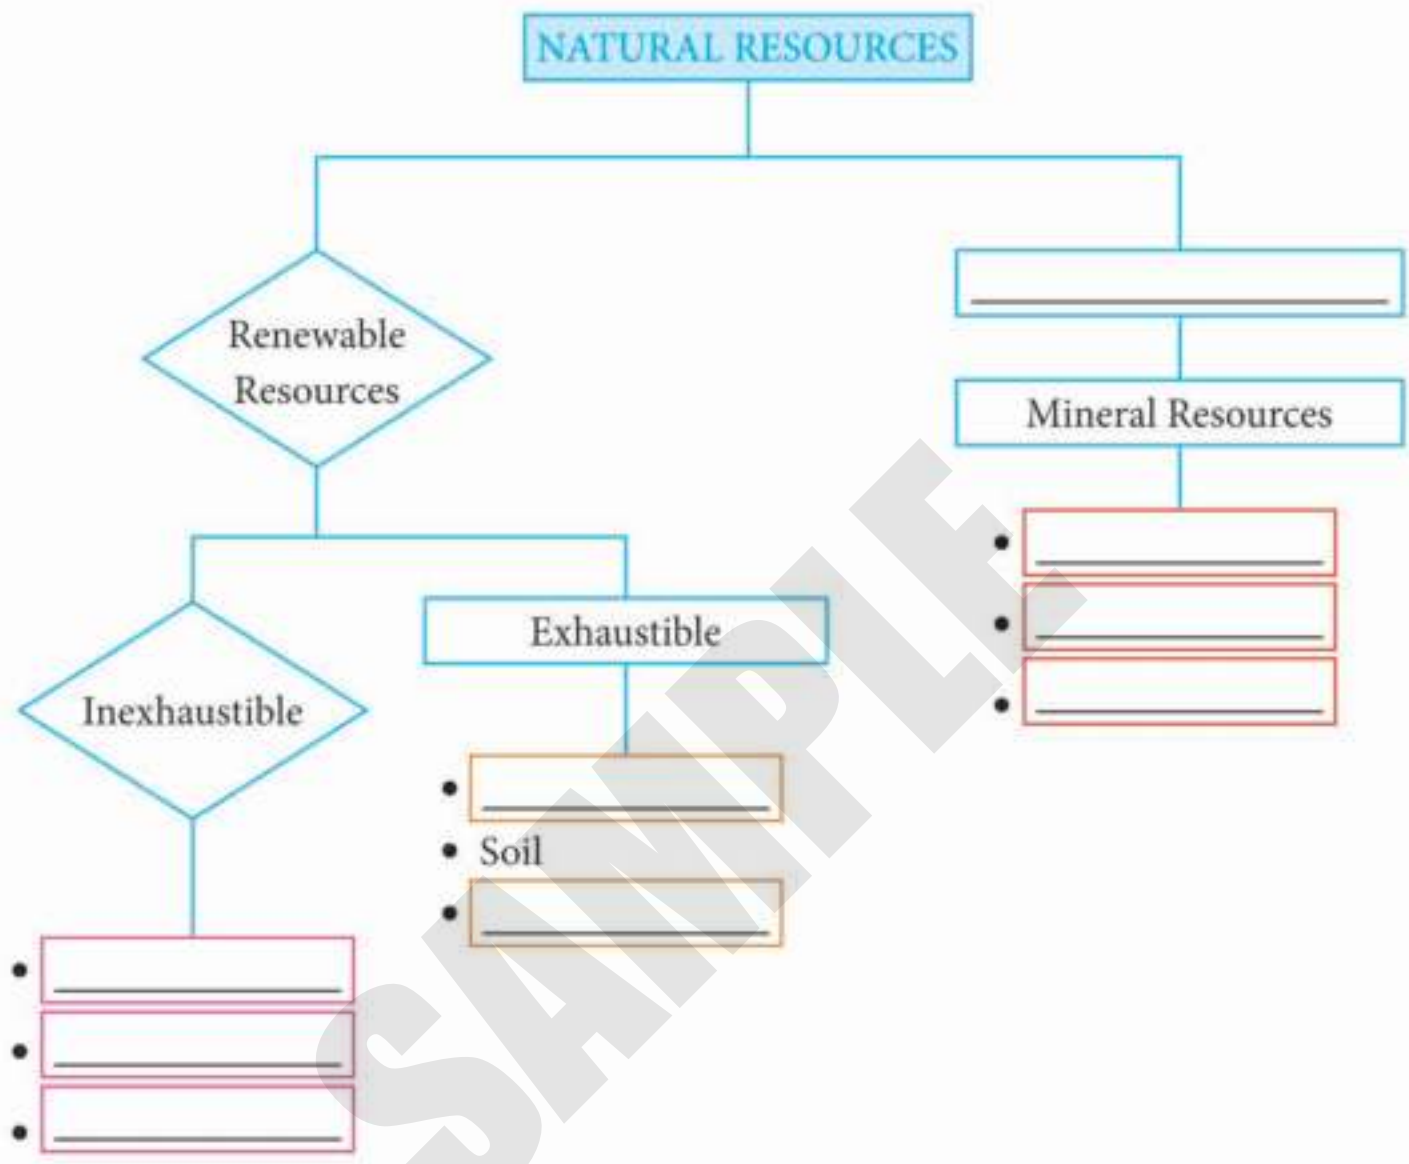 NATURAL RESOURCES
Renewable
Resources
Mineral Resources
Exhaustible
Inexhaustible
• Soil
SAMPLE